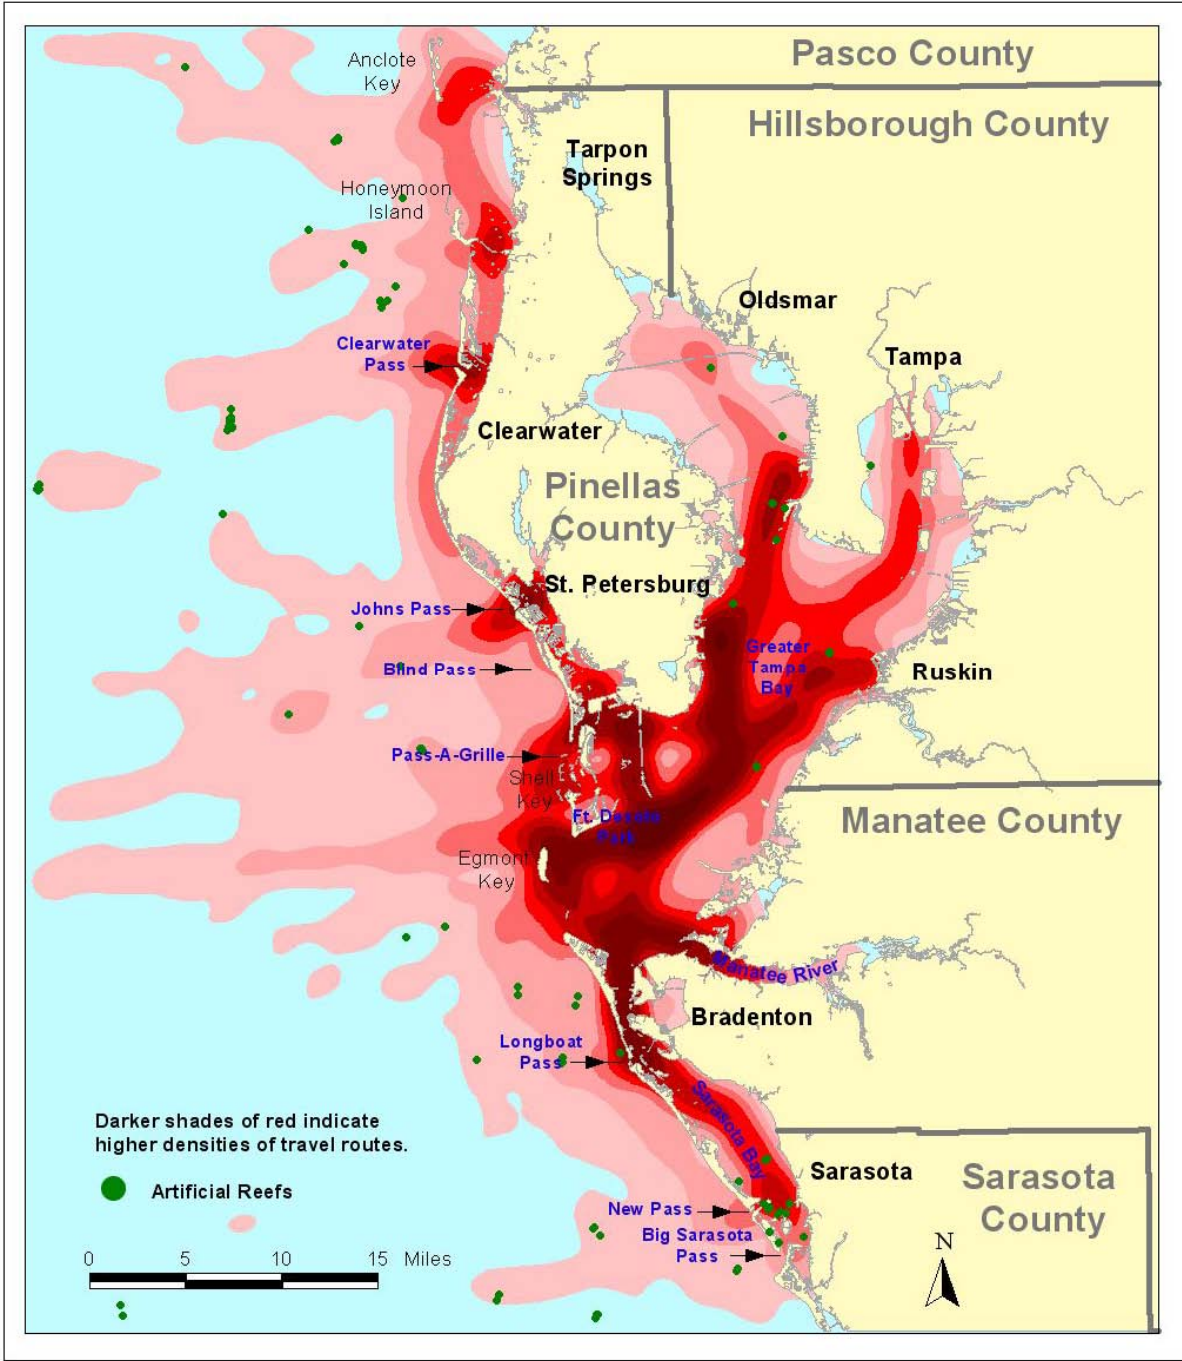 Pasco County
Anclote
Key
Hillsborough County
Tarpon
Springs
Honeymoon
Island
Oldsmar
Clearwater
Pass
Tampa
Clearwater
Pinellas
County
St. Petersburg
Johns Pass
Greater
Tampa
Bay
Blind Pass
Ruskin
Pass-A-Grille
Shell
Key
Ft. Desoto
Park
Manatee County
Egmont
Key
Manatee River
Bradenton
Longboat
Pass
Sarasota Bay
Darker shades of red indicate
higher densities of travel routes.
Sarasota
Sarasota
County
Artificial Reefs
New Pass
Big Sarasota
Pass
N
0 5 10 15 Miles